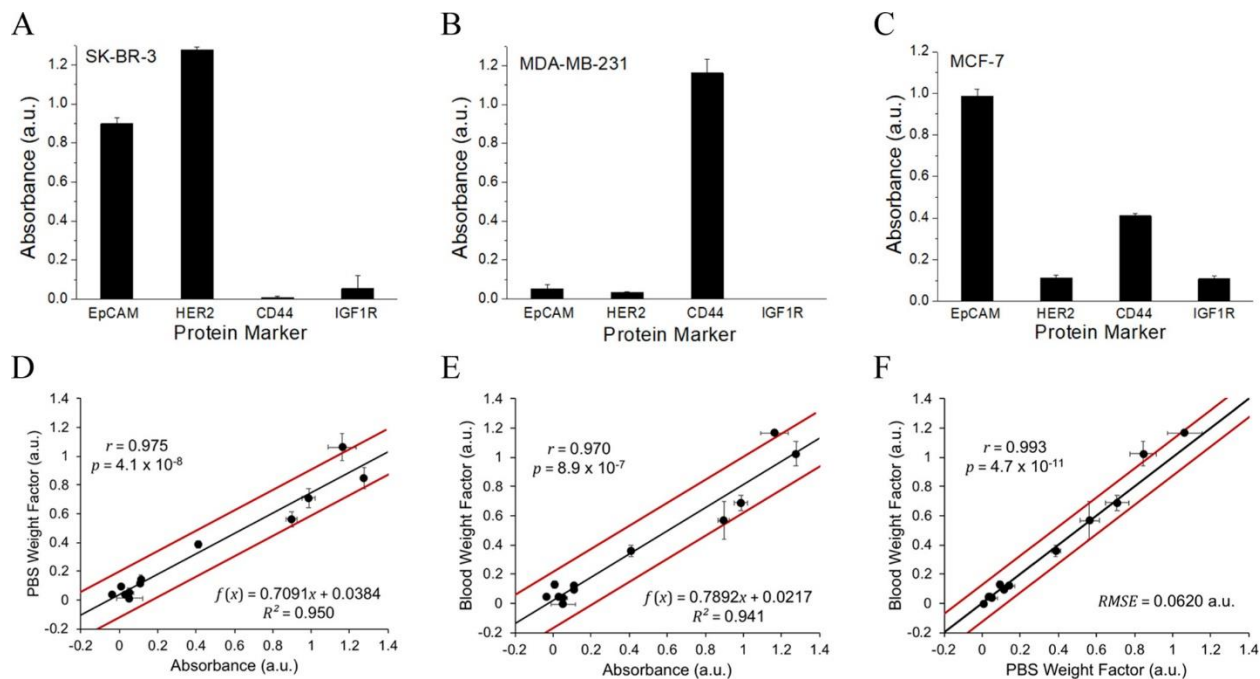 A
SK-BR-3
1.2
1.0
0.8
0.6
0.4
0.2
0.0
Absorbance (a.u.)
EpCAM HER2 CD44 IGF1R
Protein Marker
B
MDA-MB-231
1.2
1.0
0.8
0.6
0.4
0.2
0.0
Absorbance (a.u.)
EpCAM HER2 CD44 IGF1R
Protein Marker
C
MCF-7
1.2
1.0
0.8
0.6
0.4
0.2
0.0
Absorbance (a.u.)
EpCAM HER2 CD44 IGF1R
Protein Marker
D
1.4
1.2
1
0.8
0.6
0.4
0.2
0
-0.2
PBS Weight Factor (a.u.)
r = 0.975
p = 4.1 x 10⁻⁸
f(x) = 0.7091x + 0.0384
R² = 0.950
-0.2 0 0.2 0.4 0.6 0.8 1 1.2 1.4
Absorbance (a.u.)
E
1.4
1.2
1
0.8
0.6
0.4
0.2
0
-0.2
Blood Weight Factor (a.u.)
r = 0.970
p = 8.9 x 10⁻⁷
f(x) = 0.7892x + 0.0217
R² = 0.941
-0.2 0 0.2 0.4 0.6 0.8 1 1.2 1.4
Absorbance (a.u.)
F
1.4
1.2
1
0.8
0.6
0.4
0.2
0
-0.2
Blood Weight Factor (a.u.)
r = 0.993
p = 4.7 x 10⁻¹¹
RMSE = 0.0620 a.u.
-0.2 0 0.2 0.4 0.6 0.8 1 1.2 1.4
PBS Weight Factor (a.u.)